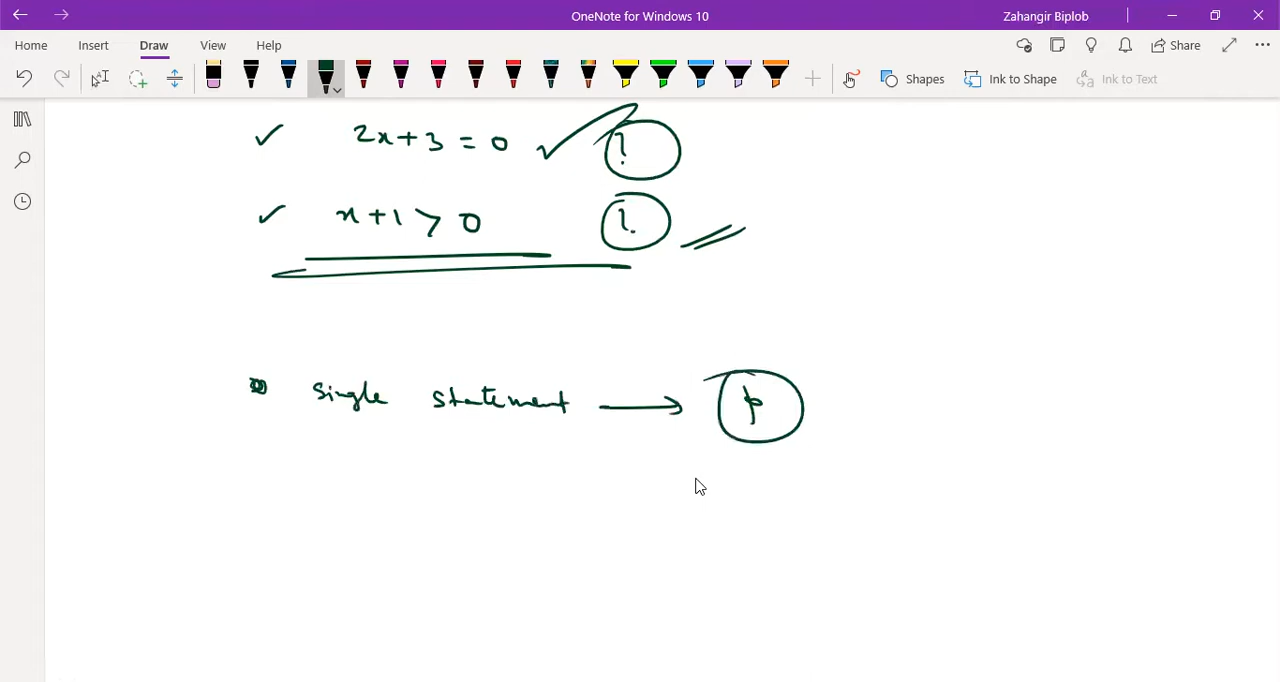 OneNote for Windows 10
Zahangir Biplob
Home Insert Draw View Help
Share
Shapes Ink to Shape Ink to Text
✓ 2x+3 = 0 ✓ ?
✓ x+1 > 0 ?
Single statement → p